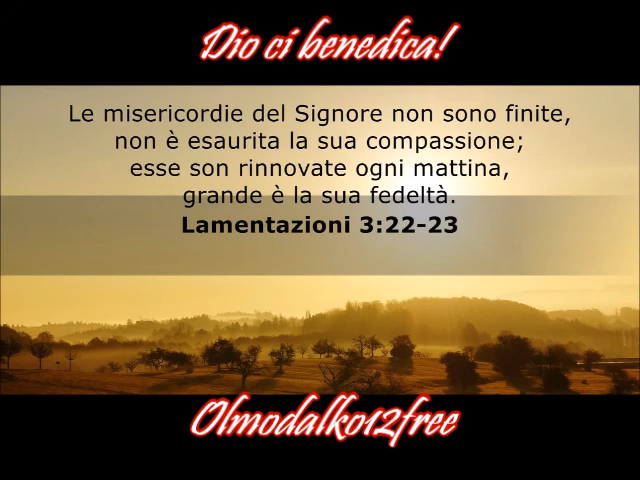 Dio ci benedica!
Le misericordie del Signore non sono finite,
non è esaurita la sua compassione;
esse son rinnovate ogni mattina,
grande è la sua fedeltà.
Lamentazioni 3:22-23
Olmodalko12free